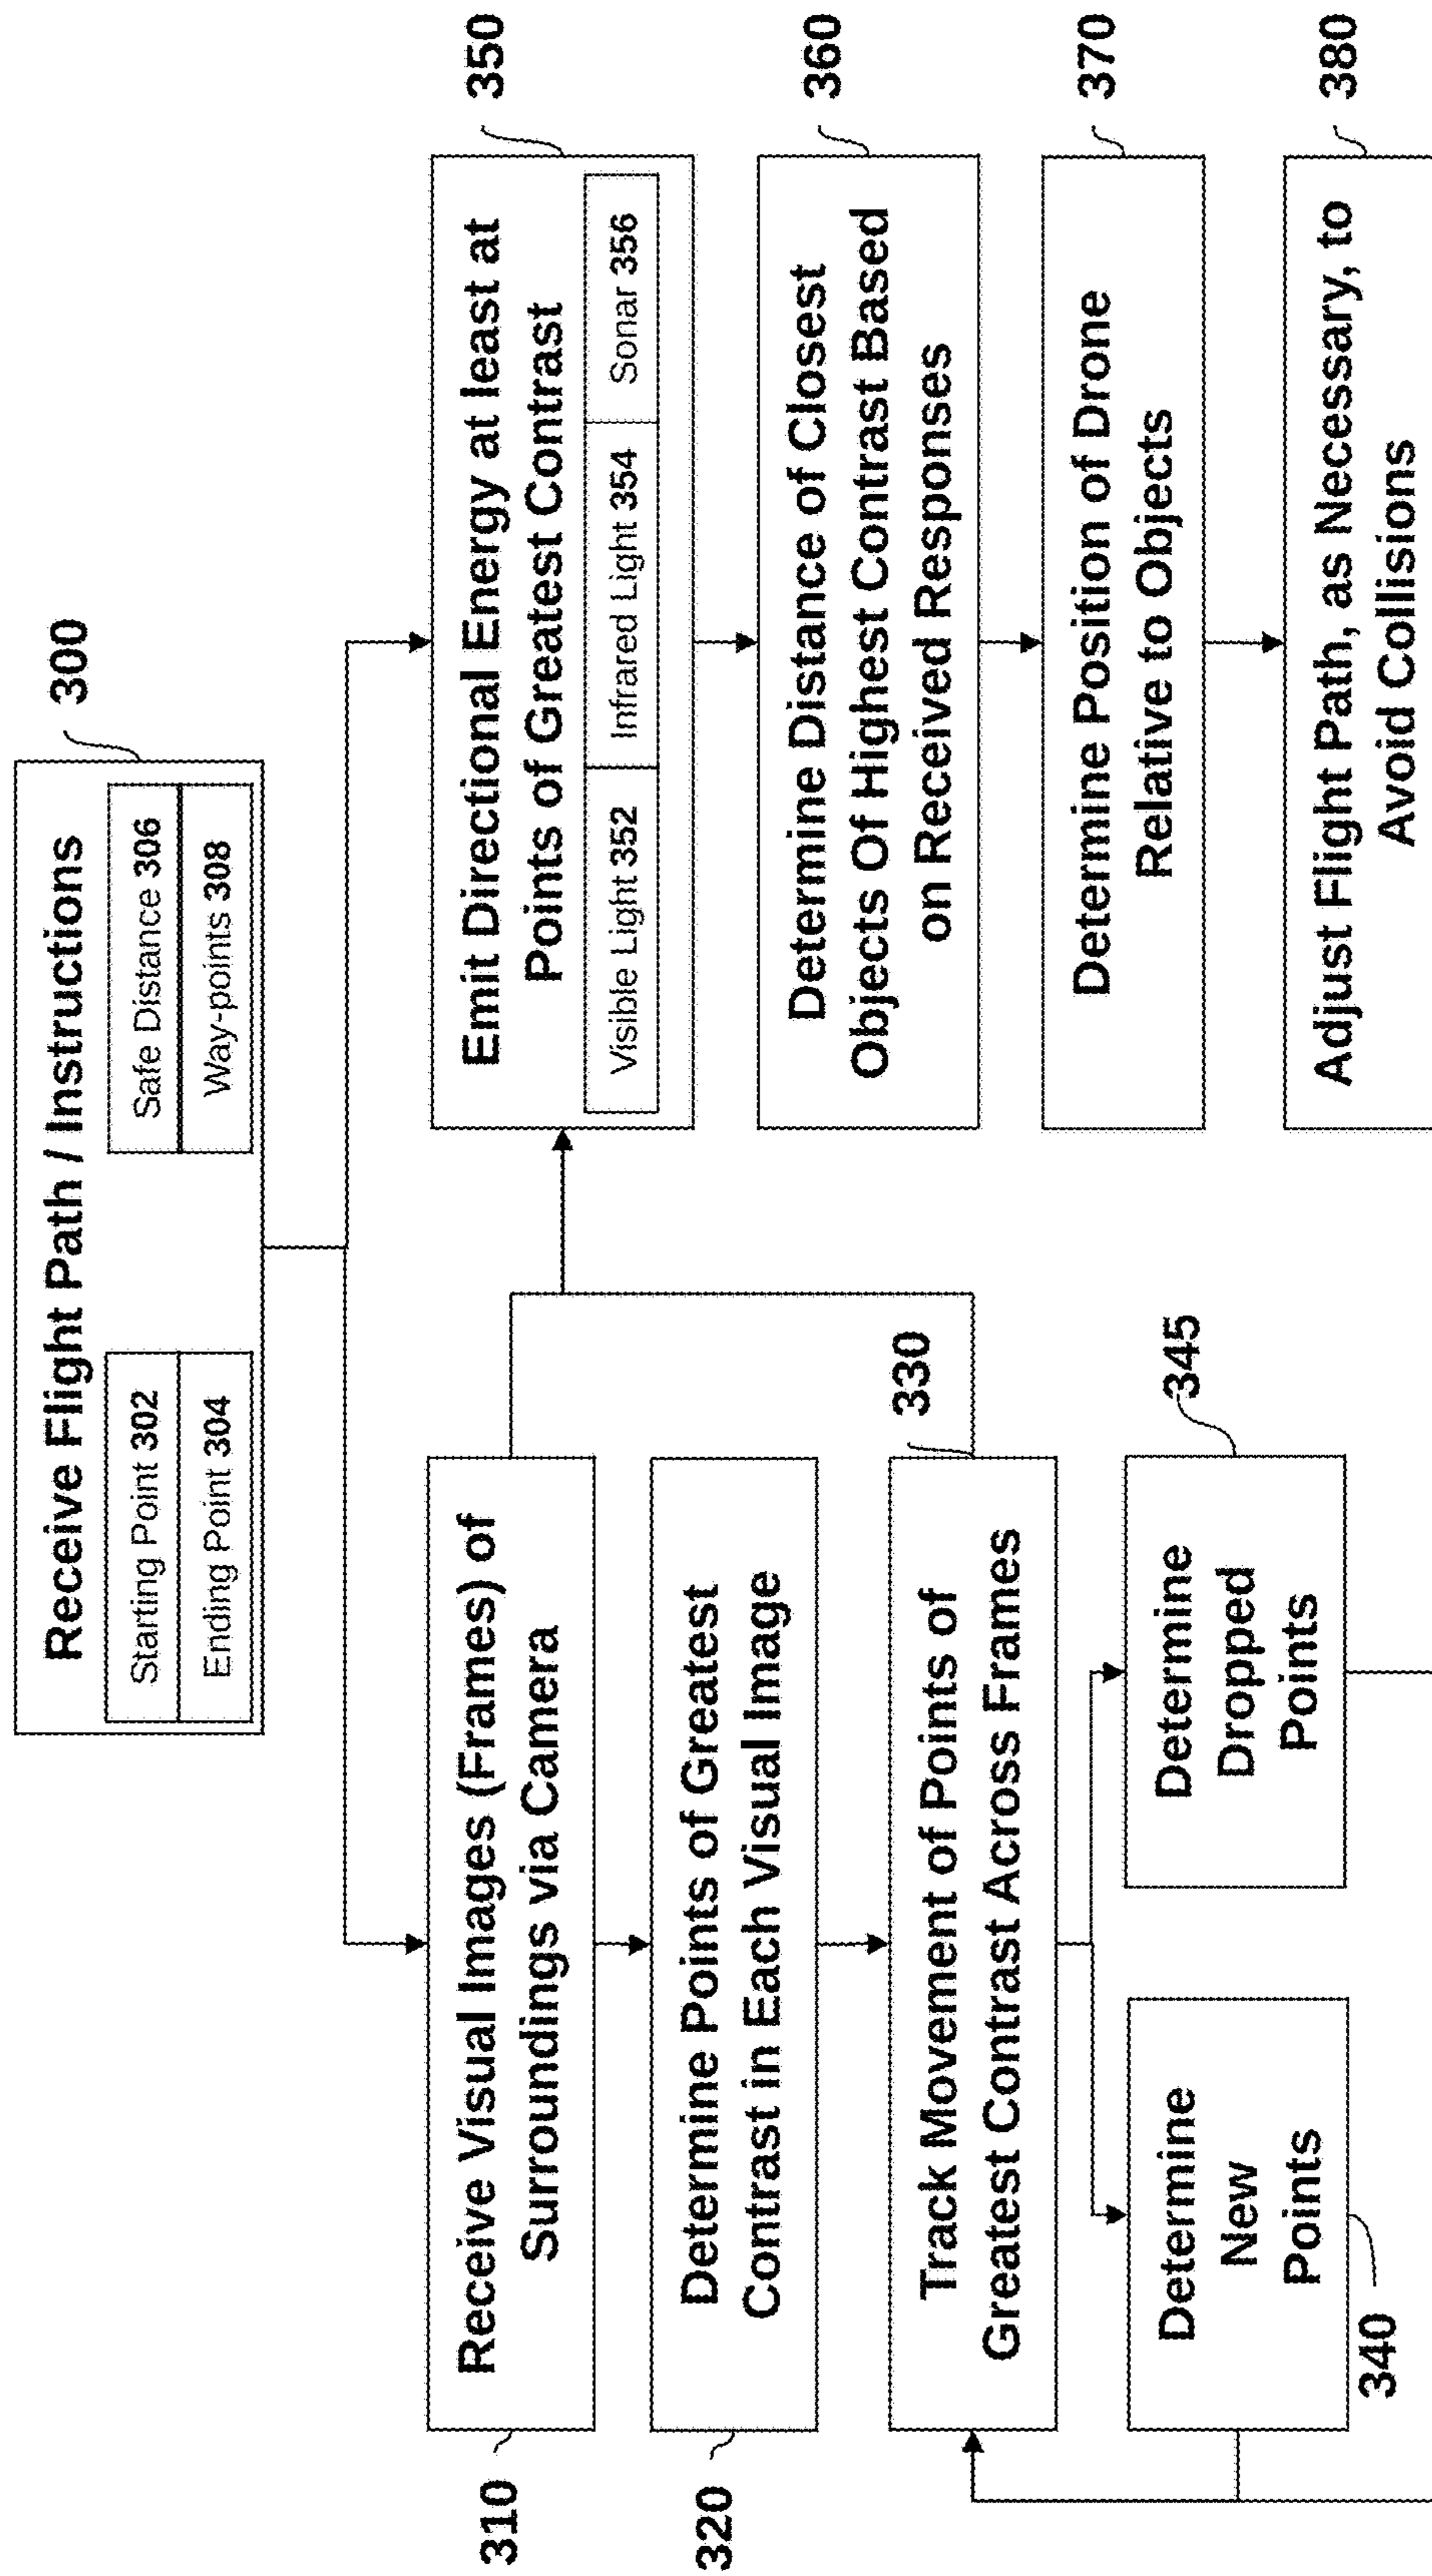 300
Receive Flight Path / Instructions
Starting Point 302
Ending Point 304
Safe Distance 306
Way-points 308
310
Receive Visual Images (Frames) of
Surroundings via Camera
320
Determine Points of Greatest
Contrast in Each Visual Image
330
Track Movement of Points of
Greatest Contrast Across Frames
340
Determine
New
Points
345
Determine
Dropped
Points
350
Emit Directional Energy at least at
Points of Greatest Contrast
Visible Light 352
Infrared Light 354
Sonar 356
360
Determine Distance of Closest
Objects Of Highest Contrast Based
on Received Responses
370
Determine Position of Drone
Relative to Objects
380
Adjust Flight Path, as Necessary, to
Avoid Collisions